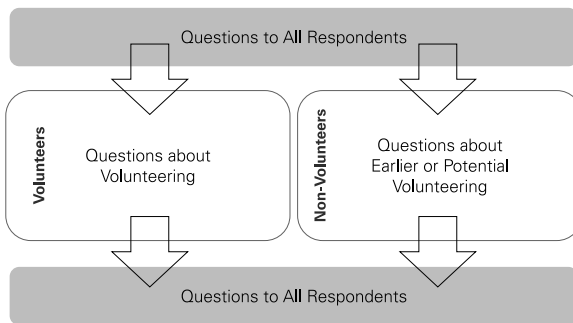 Questions to All Respondents
Volunteers
Questions about
Volunteering
Non-Volunteers
Questions about
Earlier or Potential
Volunteering
Questions to All Respondents